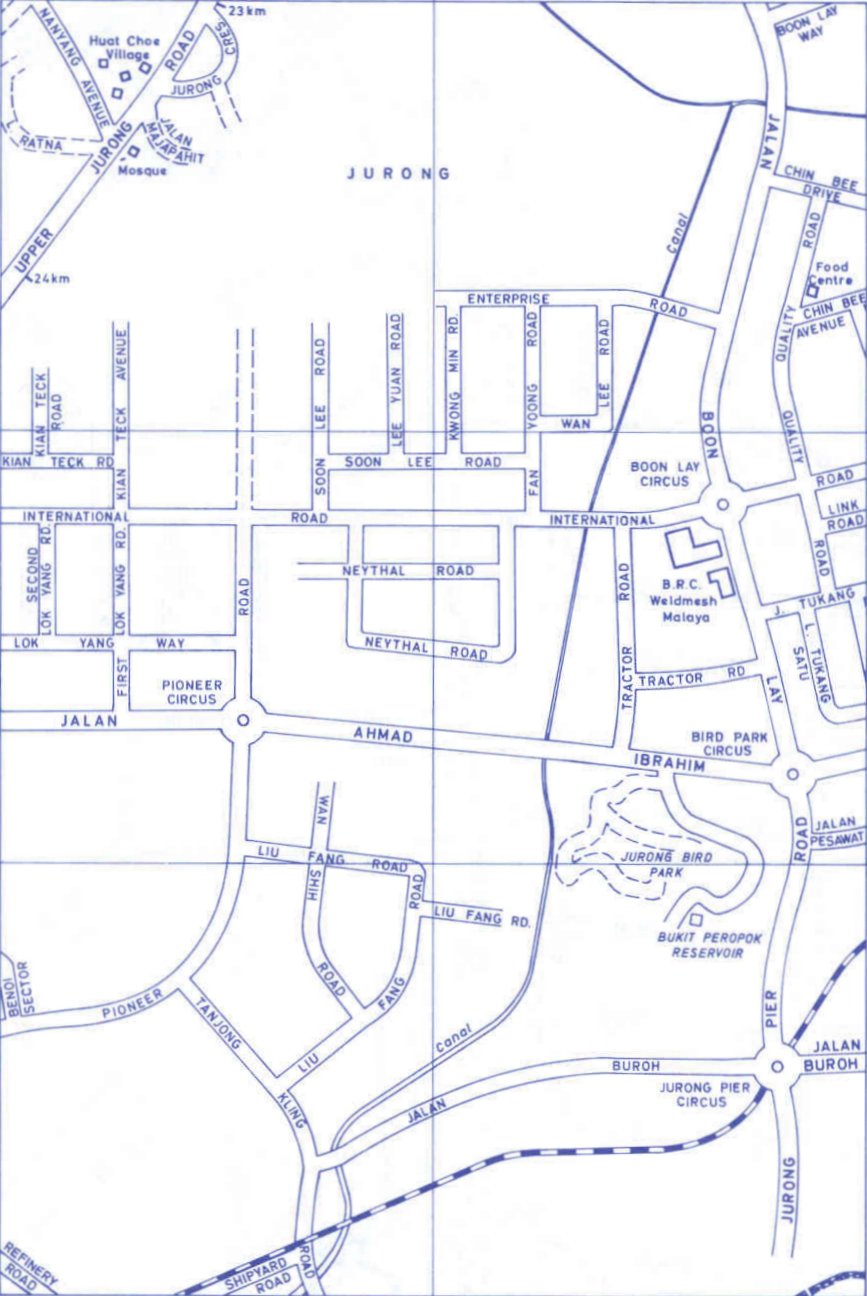 23km
BOON LAY
WAY
NANYANG AVENUE
Huat Choe
Village
UPPER JURONG ROAD
JURONG CRES
RATNA
JALAN
MAJAPAHIT
Mosque
24km
JURONG
Canal
JALAN BOON LAY
CHIN BEE
DRIVE
Food
Centre
CHIN BEE
AVENUE
QUALITY ROAD
QUALITY ROAD
ENTERPRISE ROAD
KIAN TECK
ROAD
KIAN TECK AVENUE
SOON LEE ROAD
LEE YUAN ROAD
KWONG MIN RD.
FAN YOONG ROAD
WAN LEE ROAD
KIAN TECK RD
SOON LEE ROAD
BOON LAY
CIRCUS
ROAD
LINK
ROAD
INTERNATIONAL ROAD INTERNATIONAL
SECOND
LOK YANG RD.
FIRST LOK YANG RD.
ROAD
NEYTHAL ROAD
NEYTHAL ROAD
TRACTOR ROAD
B.R.C.
Weldmesh
Malaya
J. TUKANG
L. TUKANG
SATU
LOK YANG WAY
PIONEER
CIRCUS
TRACTOR RD
JALAN AHMAD IBRAHIM
BIRD PARK
CIRCUS
WAN SHIH ROAD
JALAN
PESAWAT
LIU FANG ROAD
LIU FANG RD.
LIU FANG ROAD
JURONG BIRD
PARK
BUKIT PEROPOK
RESERVOIR
BENOI
SECTOR
PIONEER
TANJONG KLING ROAD
Canal
JALAN BUROH
JURONG PIER ROAD
JALAN
BUROH
JURONG PIER
CIRCUS
REFINERY
ROAD
SHIPYARD
ROAD